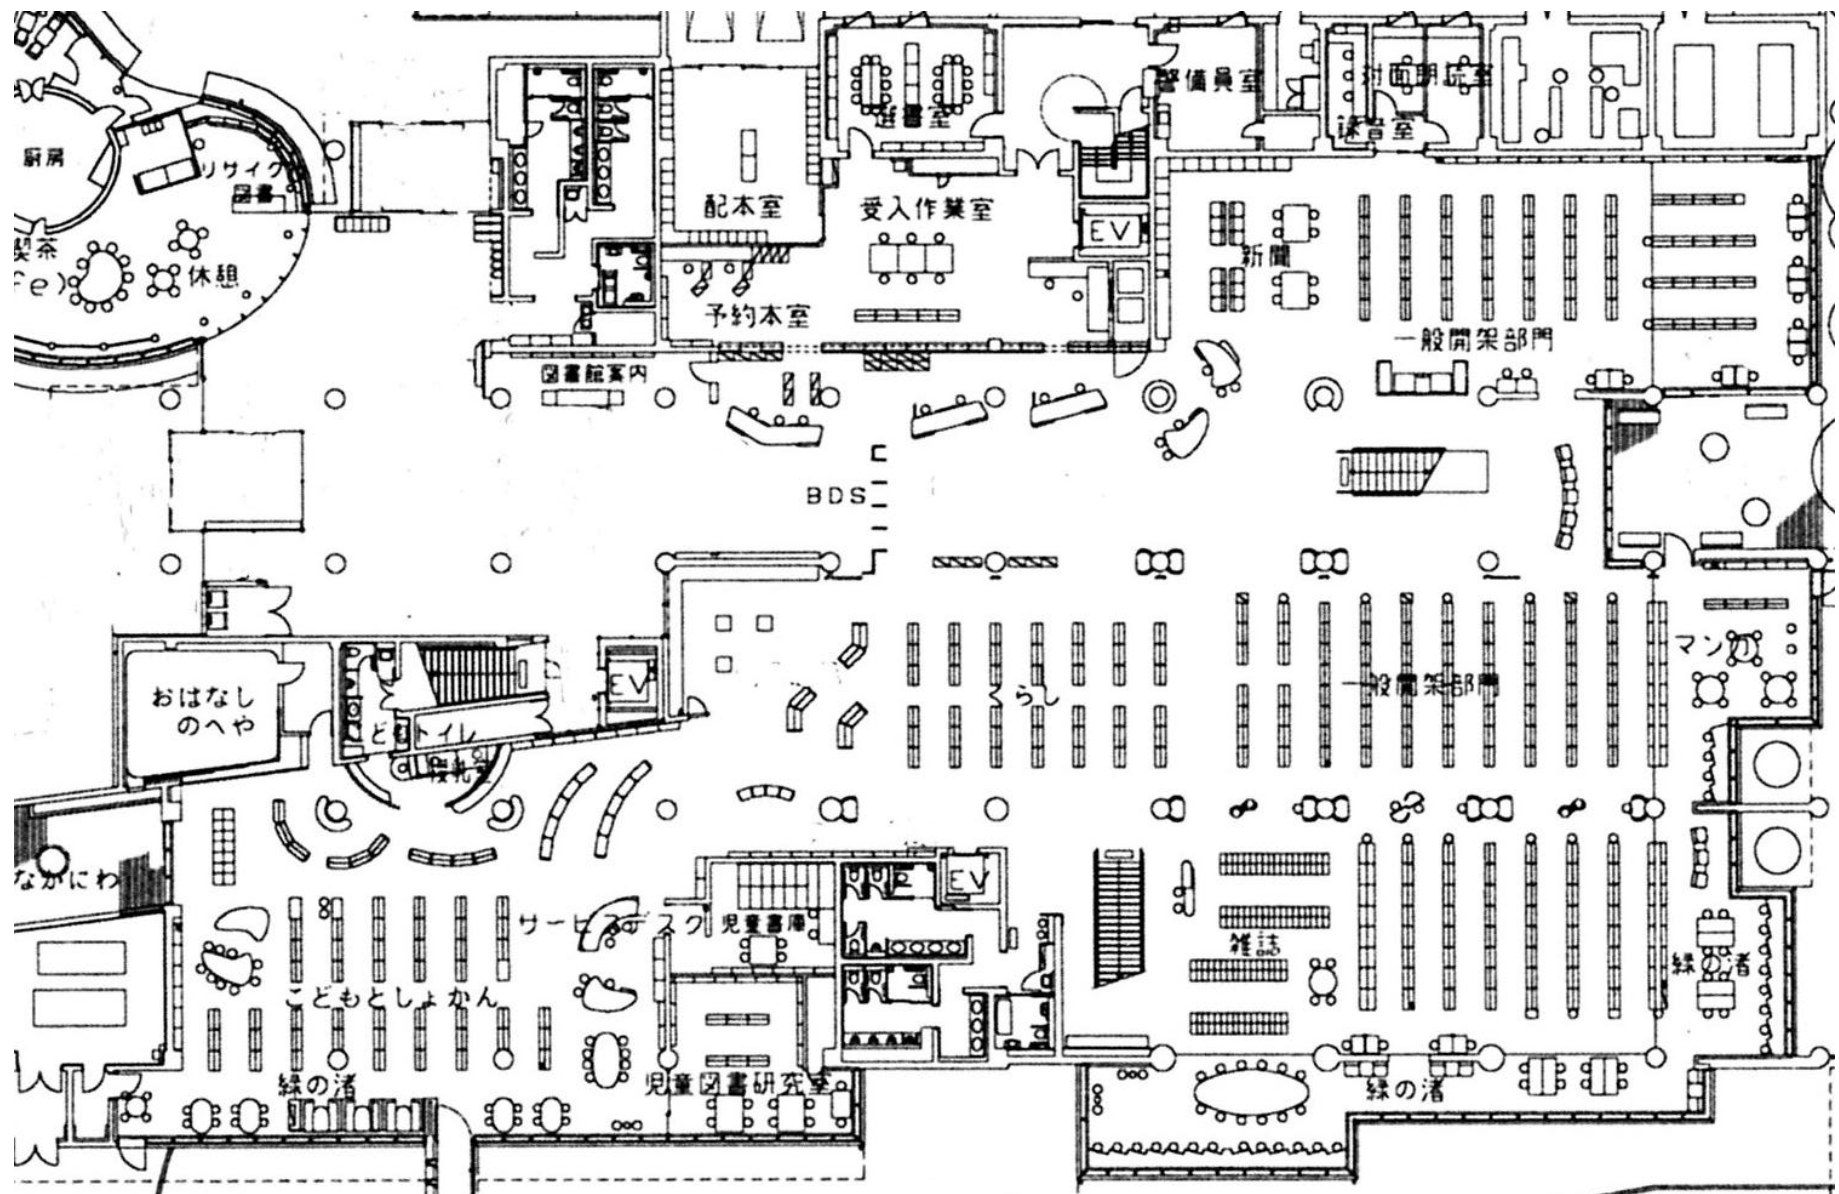 選書室
警備員室
対面朗読室
録音室
厨房
リサイクル
図書
配本室
受入作業室
EV
新聞
喫茶
fe)
休憩
予約本室
一般開架部門
図書館案内
BDS
おはなし
のへや
EV
くらし
一般開架部門
マンガ
どもトイレ
授乳室
なかにわ
サービスデスク
児童書庫
EV
雑誌
緑の渚
こどもとしょかん
緑の渚
児童図書研究室
緑の渚